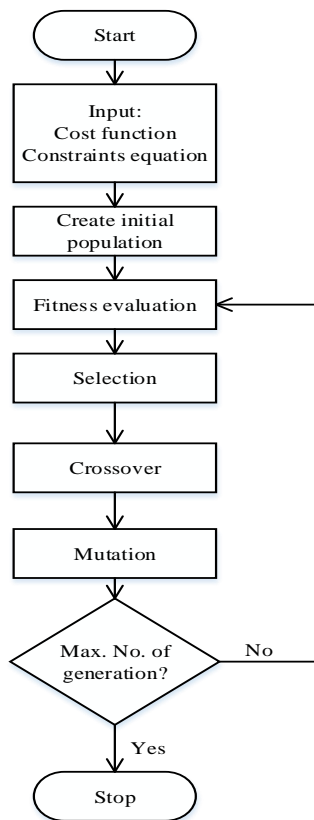 Start
Input:
Cost function
Constraints equation
Create initial
population
Fitness evaluation
Selection
Crossover
Mutation
Max. No. of
generation?
No
Yes
Stop